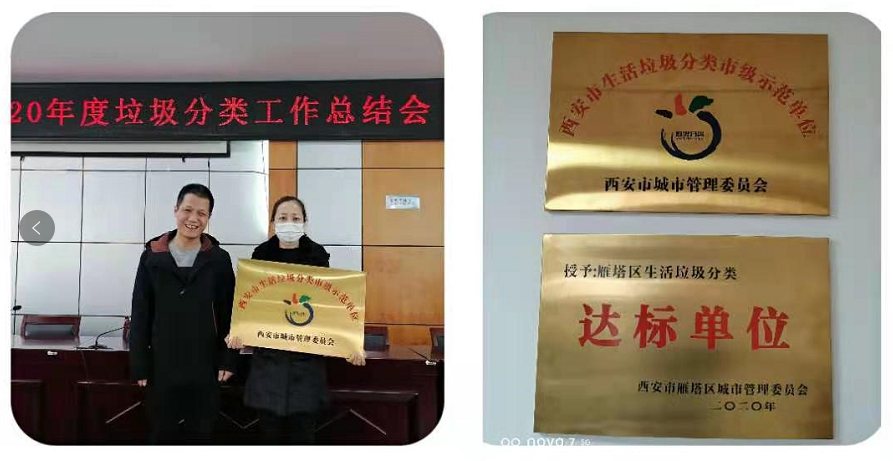 20年度垃圾分类工作总结会
西安市生活垃圾分类市级示范单位
西安市城市管理委员会
西安市生活垃圾分类市级示范单位
西安市城市管理委员会
授予:雁塔区生活垃圾分类
达标单位
西安市雁塔区城市管理委员会
二〇二〇年
nova 7